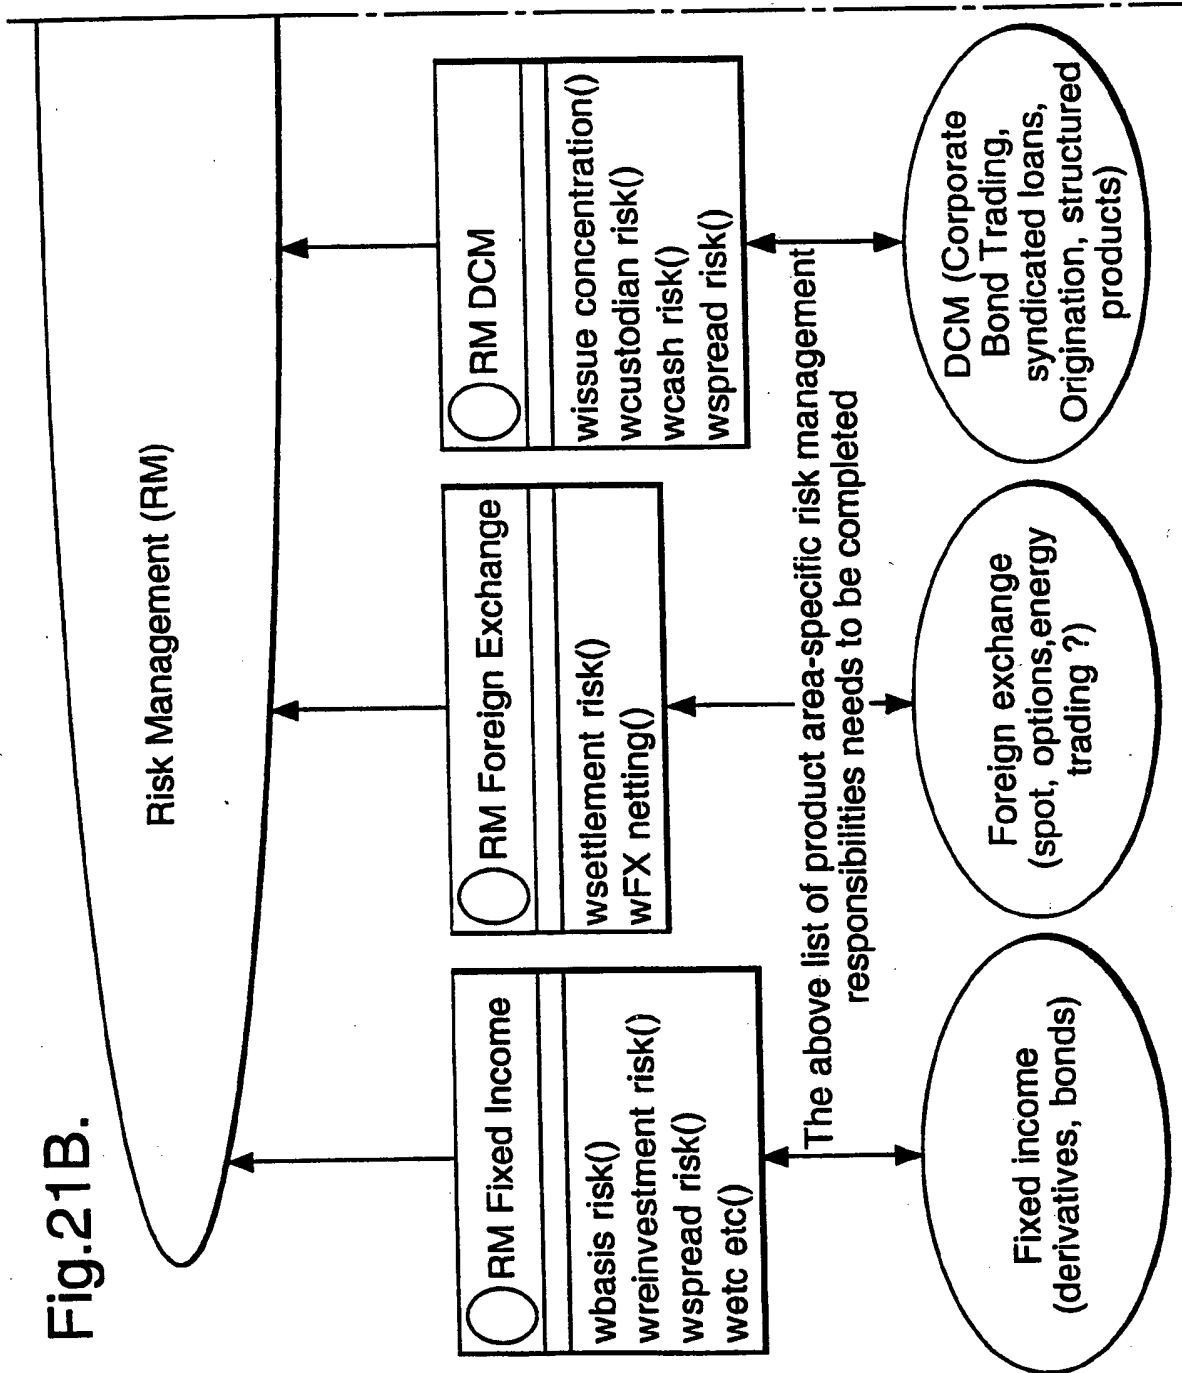 Fig.21B.
Risk Management (RM)
RM Fixed Income
wbasis risk()
wreinvestment risk()
wspread risk()
wetc etc()
RM Foreign Exchange
wsettlement risk()
wFX netting()
RM DCM
wissue concentration()
wcustodian risk()
wcash risk()
wspread risk()
The above list of product area-specific risk management
responsibilities needs to be completed
Fixed income
(derivatives, bonds)
Foreign exchange
(spot, options,energy
trading ?)
DCM (Corporate
Bond Trading,
syndicated loans,
Origination, structured
products)